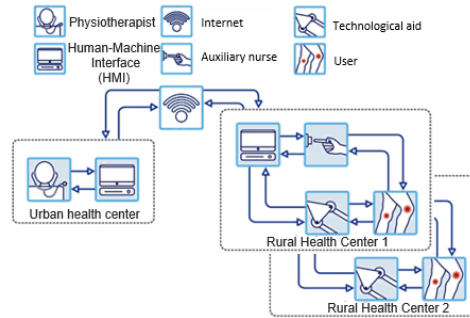 Physiotherapist
Internet
Technological aid
Human-Machine
Interface
(HMI)
Auxiliary nurse
User
Urban health center
Rural Health Center 1
Rural Health Center 2